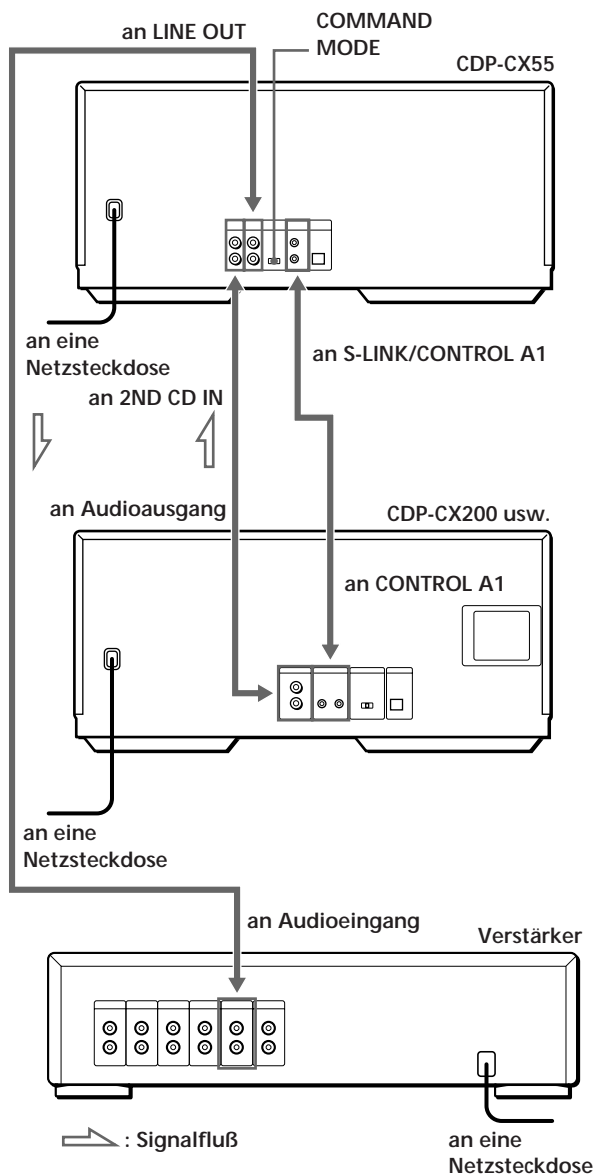 an LINE OUT
COMMAND
MODE
CDP-CX55
an eine
Netzsteckdose
an S-LINK/CONTROL A1
an 2ND CD IN
an Audioausgang
CDP-CX200 usw.
an CONTROL A1
an eine
Netzsteckdose
an Audioeingang
Verstärker
: Signalfluß
an eine
Netzsteckdose